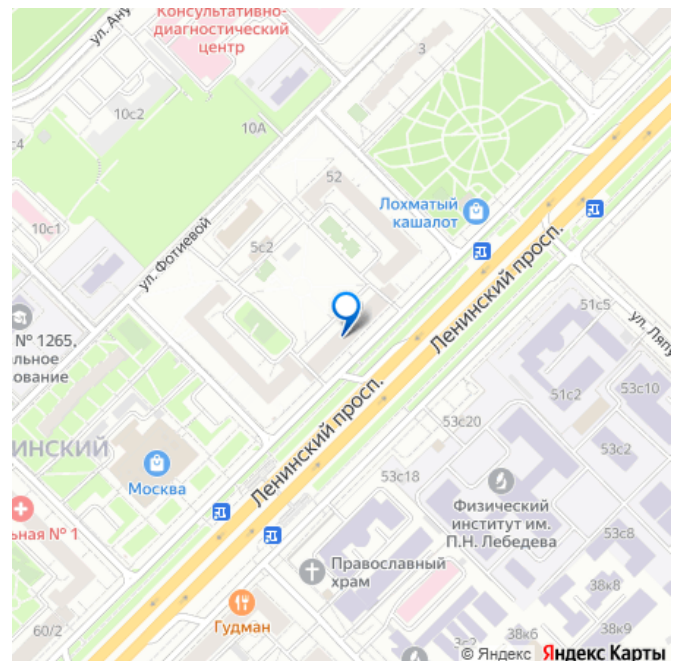 Консультативно-
диагностический
центр
ул. Ану
3
10с2
10А
с4
52
Лохматый
кашалот
10с1
ул. Фотиевой
5с2
Ленинский просп.
51с5
ул. Ляпу
№ 1265,
льное
ование
51с2
53с10
53с20
ИНСКИЙ
Ленинский просп.
53с2
Москва
53с18
Физический
институт им.
П.Н. Лебедева
ьная № 1
53с8
Православный
храм
38к8
Гудман
60/2
38к6
38к9
3с2
© Яндекс Яндекс Карты